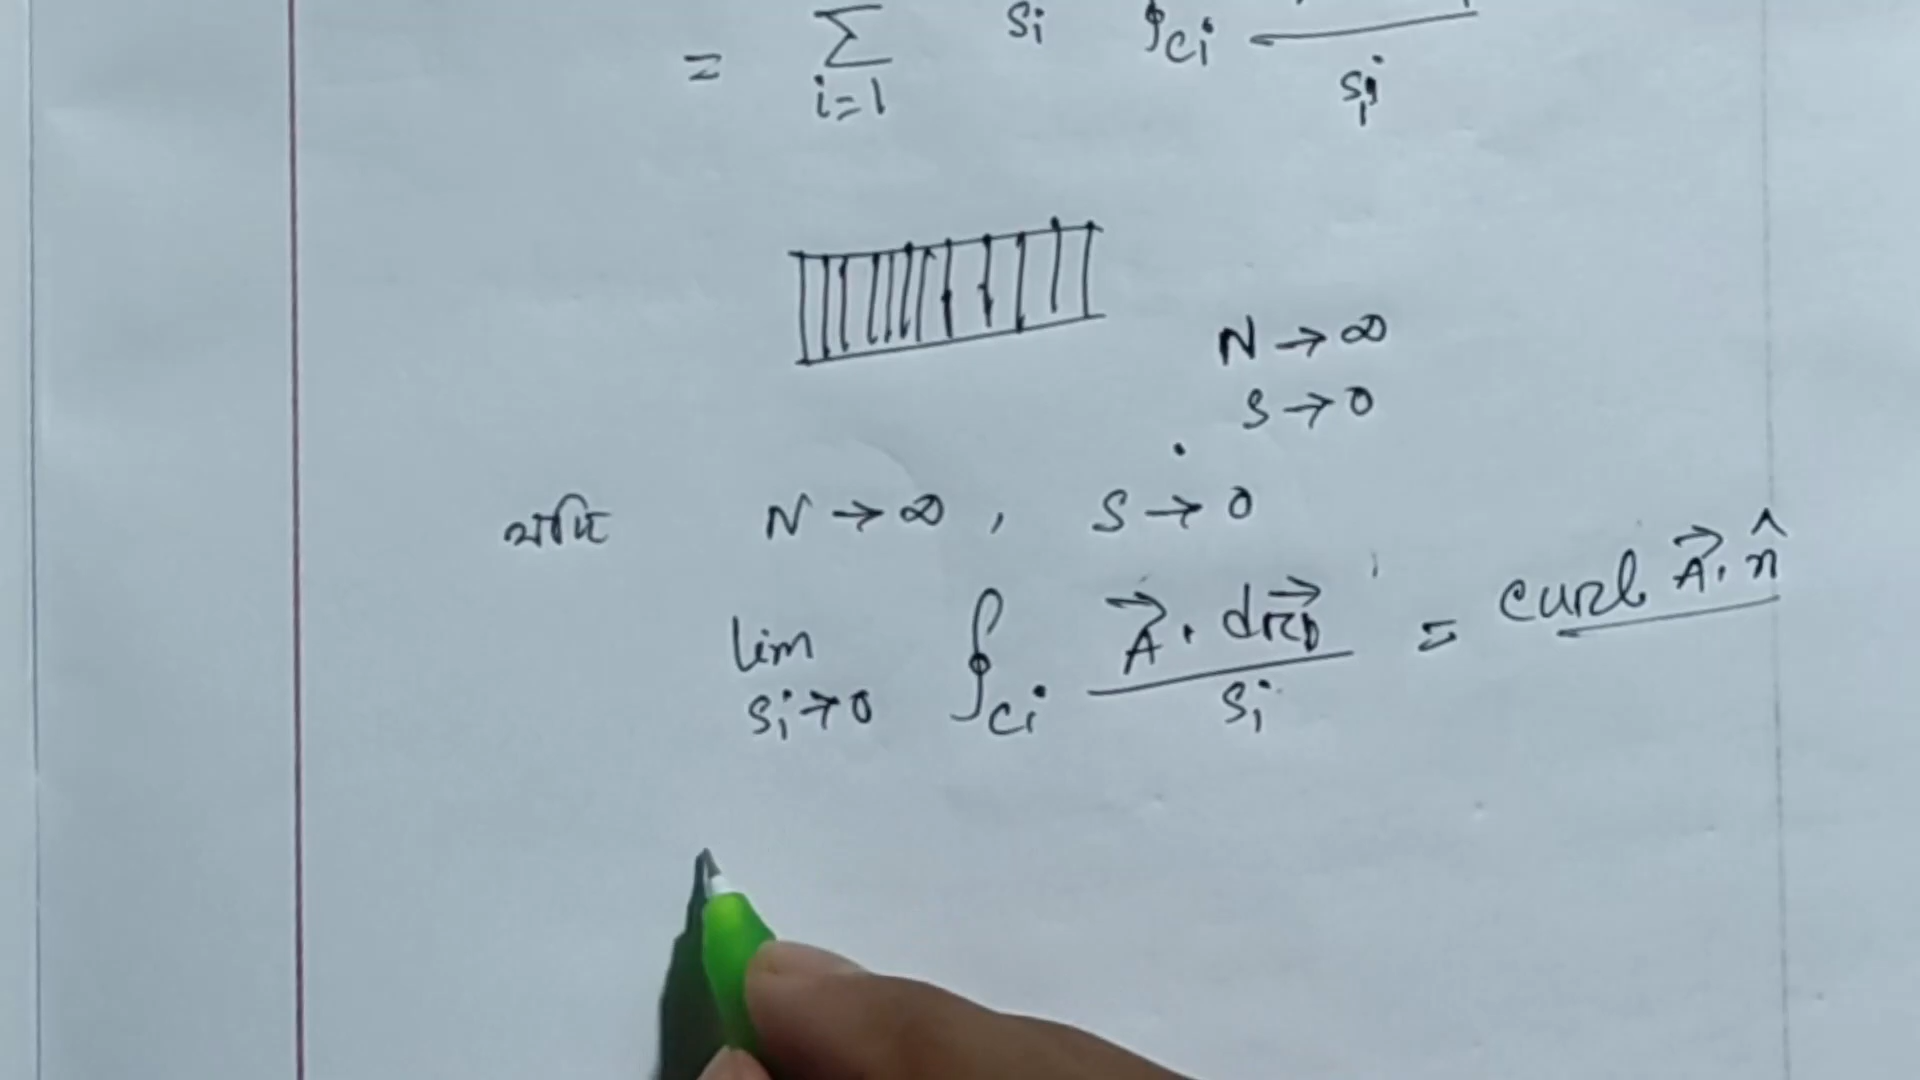 = ∑ i=1 Si ∮Ci / Si
N → ∞
S → 0
যদি N → ∞ , S → 0
lim Si→0 ∮Ci A⃗ . dr⃗ / Si = curl A⃗ . n̂